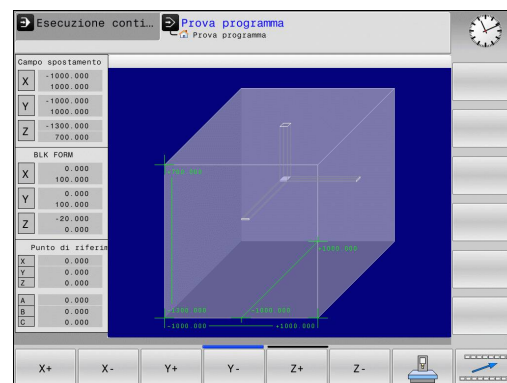 Esecuzione conti…
Prova programma
Prova programma
Campo spostamento
X -1000.000
1000.000
Y -1000.000
1000.000
Z -1300.000
700.000
BLK FORM
X 0.000
100.000
Y 0.000
100.000
Z -20.000
0.000
Punto di riferim
X 0.000
Y 0.000
Z 0.000
A 0.000
B 0.000
C 0.000
+700.000
+1000.000
-1300.000
-1000.000
-1000.000
+1000.000
X+ X- Y+ Y- Z+ Z-